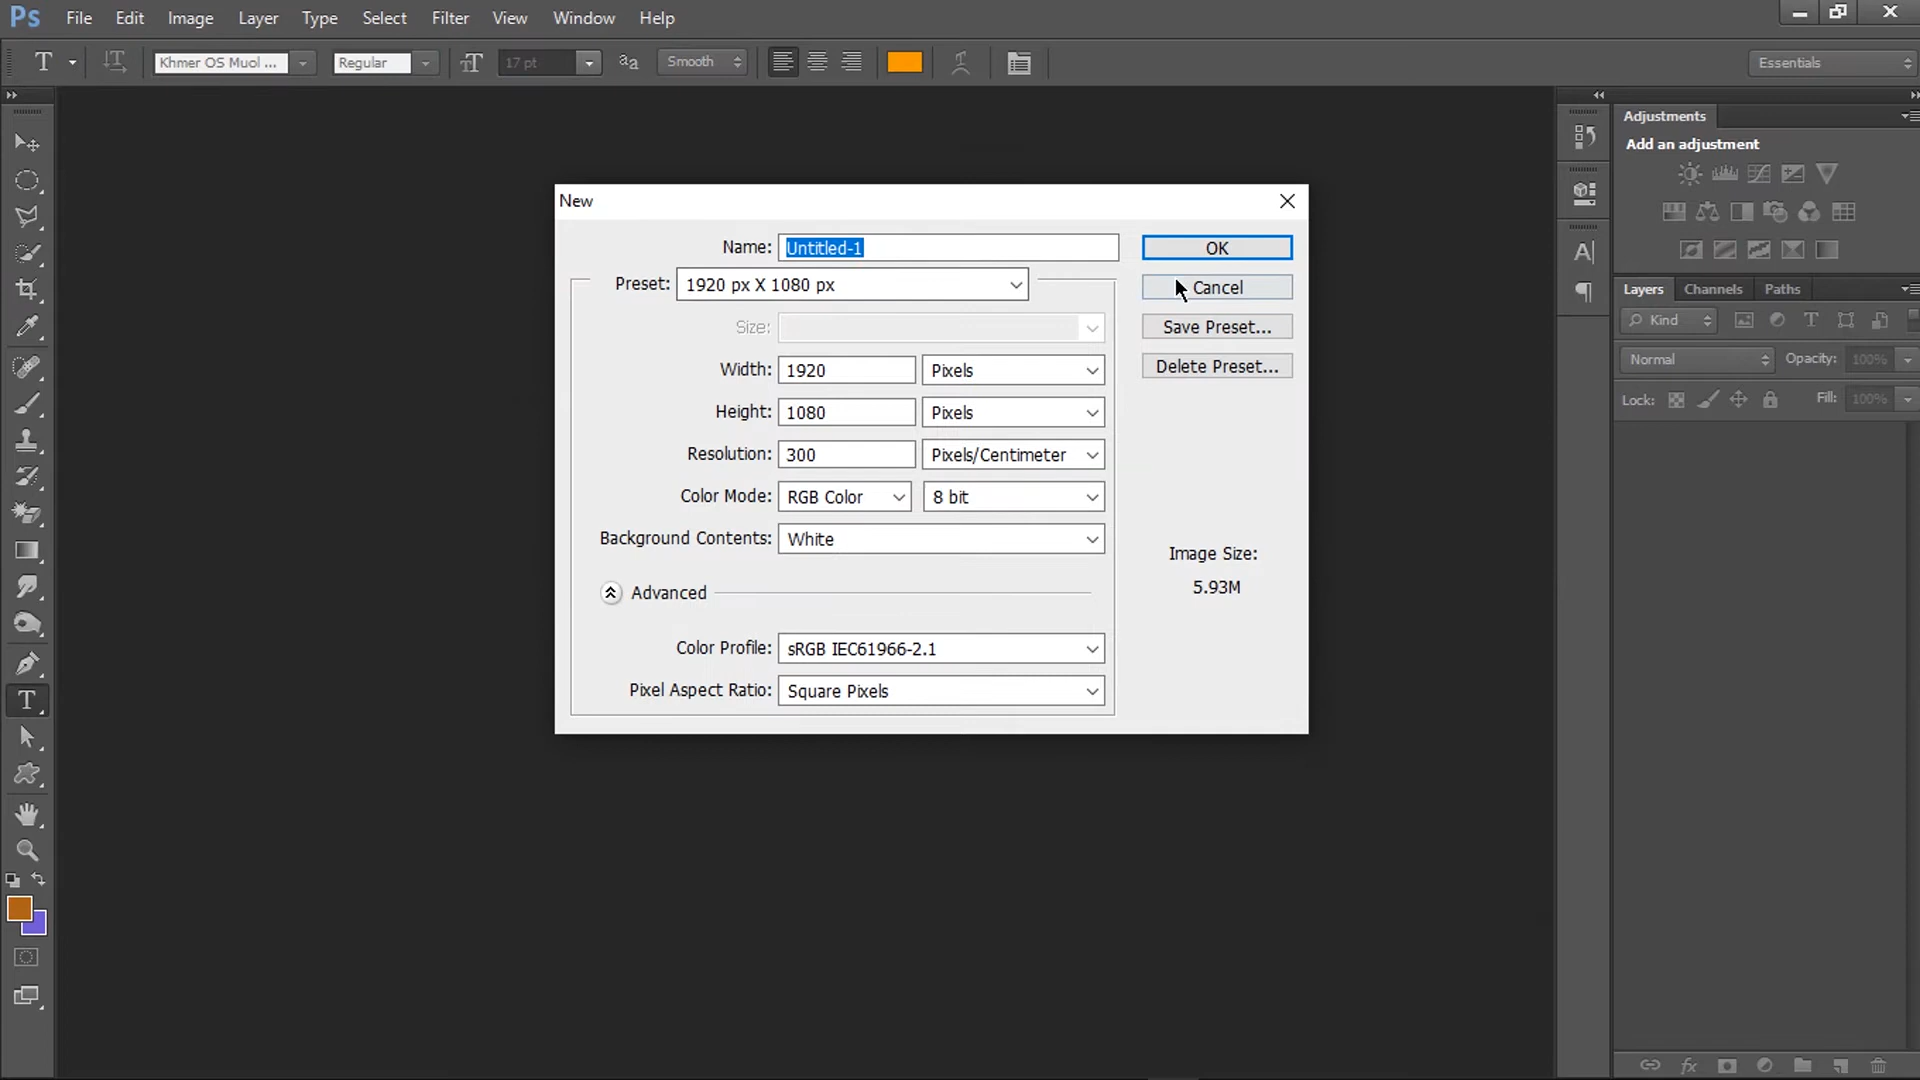 Ps File Edit Image Layer Type Select Filter View Window Help
T Khmer OS Muol ... Regular 17 pt aa Smooth Essentials
Adjustments
Add an adjustment
New
Name: Untitled-1 OK
Preset: 1920 px X 1080 px Cancel
Size: Save Preset...
Width: 1920 Pixels Delete Preset...
Height: 1080 Pixels
Resolution: 300 Pixels/Centimeter
Color Mode: RGB Color 8 bit
Background Contents: White
Image Size:
5.93M
Advanced
Color Profile: sRGB IEC61966-2.1
Pixel Aspect Ratio: Square Pixels
Layers Channels Paths
Kind
Normal Opacity: 100%
Lock: Fill: 100%